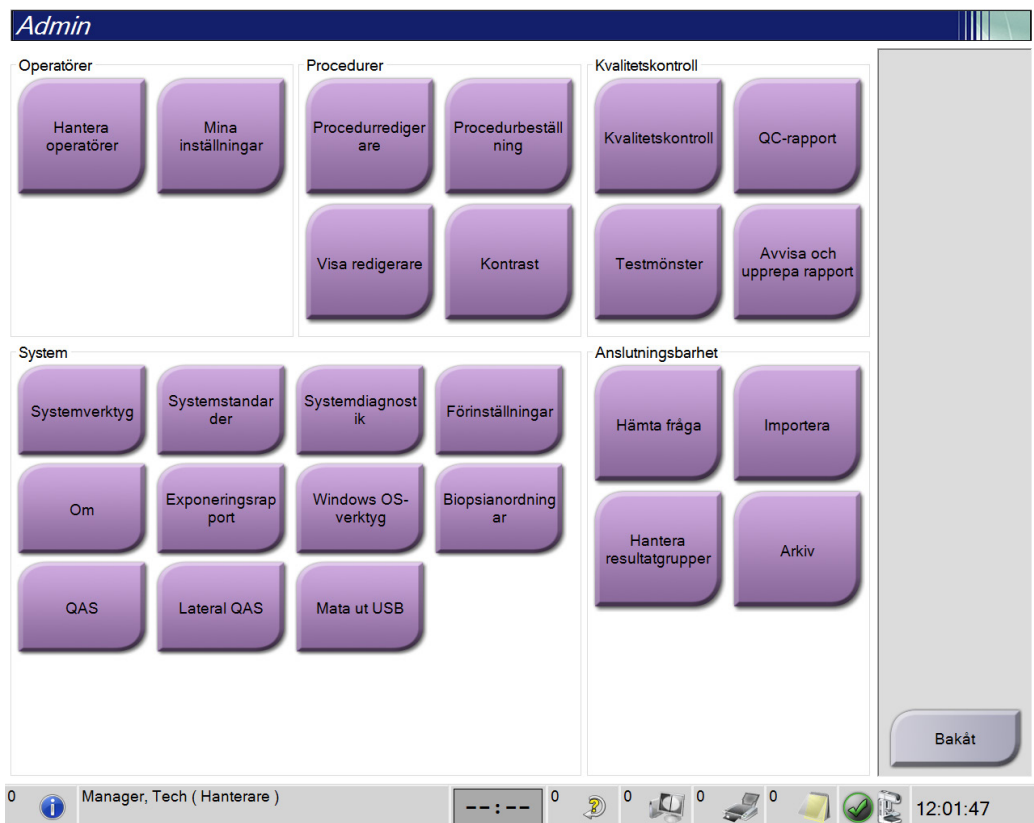 Admin
Operatörer
Hantera
operatörer
Mina
inställningar
Procedurer
Procedurrediger
are
Procedurbeställ
ning
Visa redigerare
Kontrast
Kvalitetskontroll
Kvalitetskontroll
QC-rapport
Testmönster
Avvisa och
upprepa rapport
System
Systemverktyg
Systemstandar
der
Systemdiagnost
ik
Förinställningar
Om
Exponeringsrap
port
Windows OS-
verktyg
Biopsianordning
ar
QAS
Lateral QAS
Mata ut USB
Anslutningsbarhet
Hämta fråga
Importera
Hantera
resultatgrupper
Arkiv
Bakåt
0
Manager, Tech ( Hanterare )
--:--
0
0
0
0
12:01:47